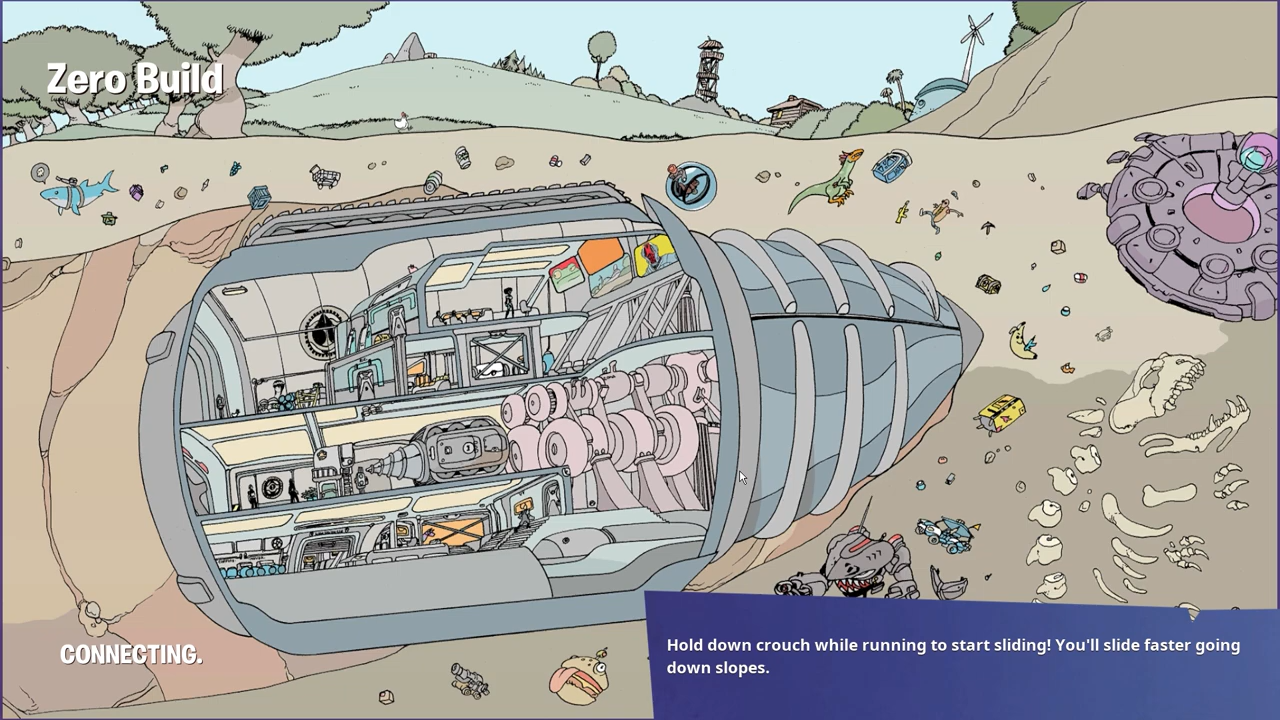 Zero Build
CONNECTING.
Hold down crouch while running to start sliding! You'll slide faster going
down slopes.